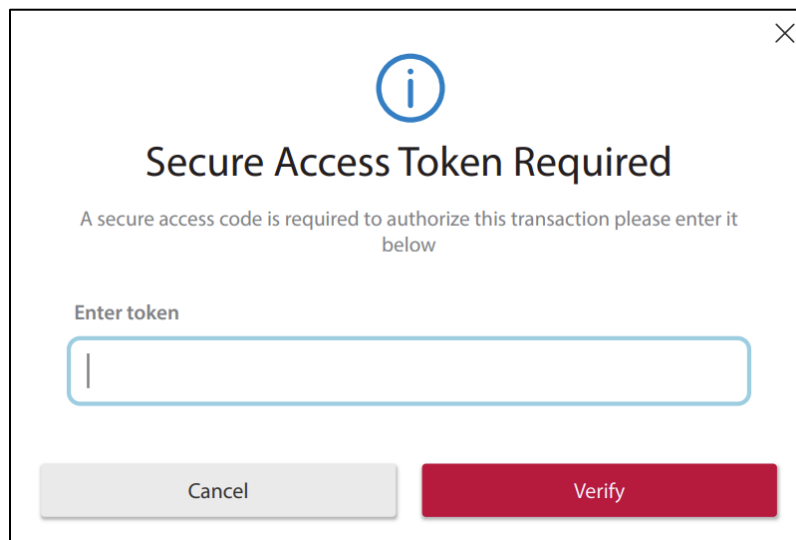 Secure Access Token Required
A secure access code is required to authorize this transaction please enter it
below
Enter token
Cancel
Verify